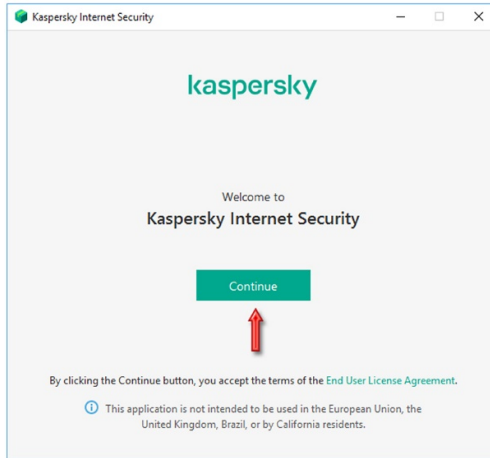 Kaspersky Internet Security
kaspersky
Welcome to
Kaspersky Internet Security
Continue
By clicking the Continue button, you accept the terms of the End User License Agreement.
This application is not intended to be used in the European Union, the
United Kingdom, Brazil, or by California residents.